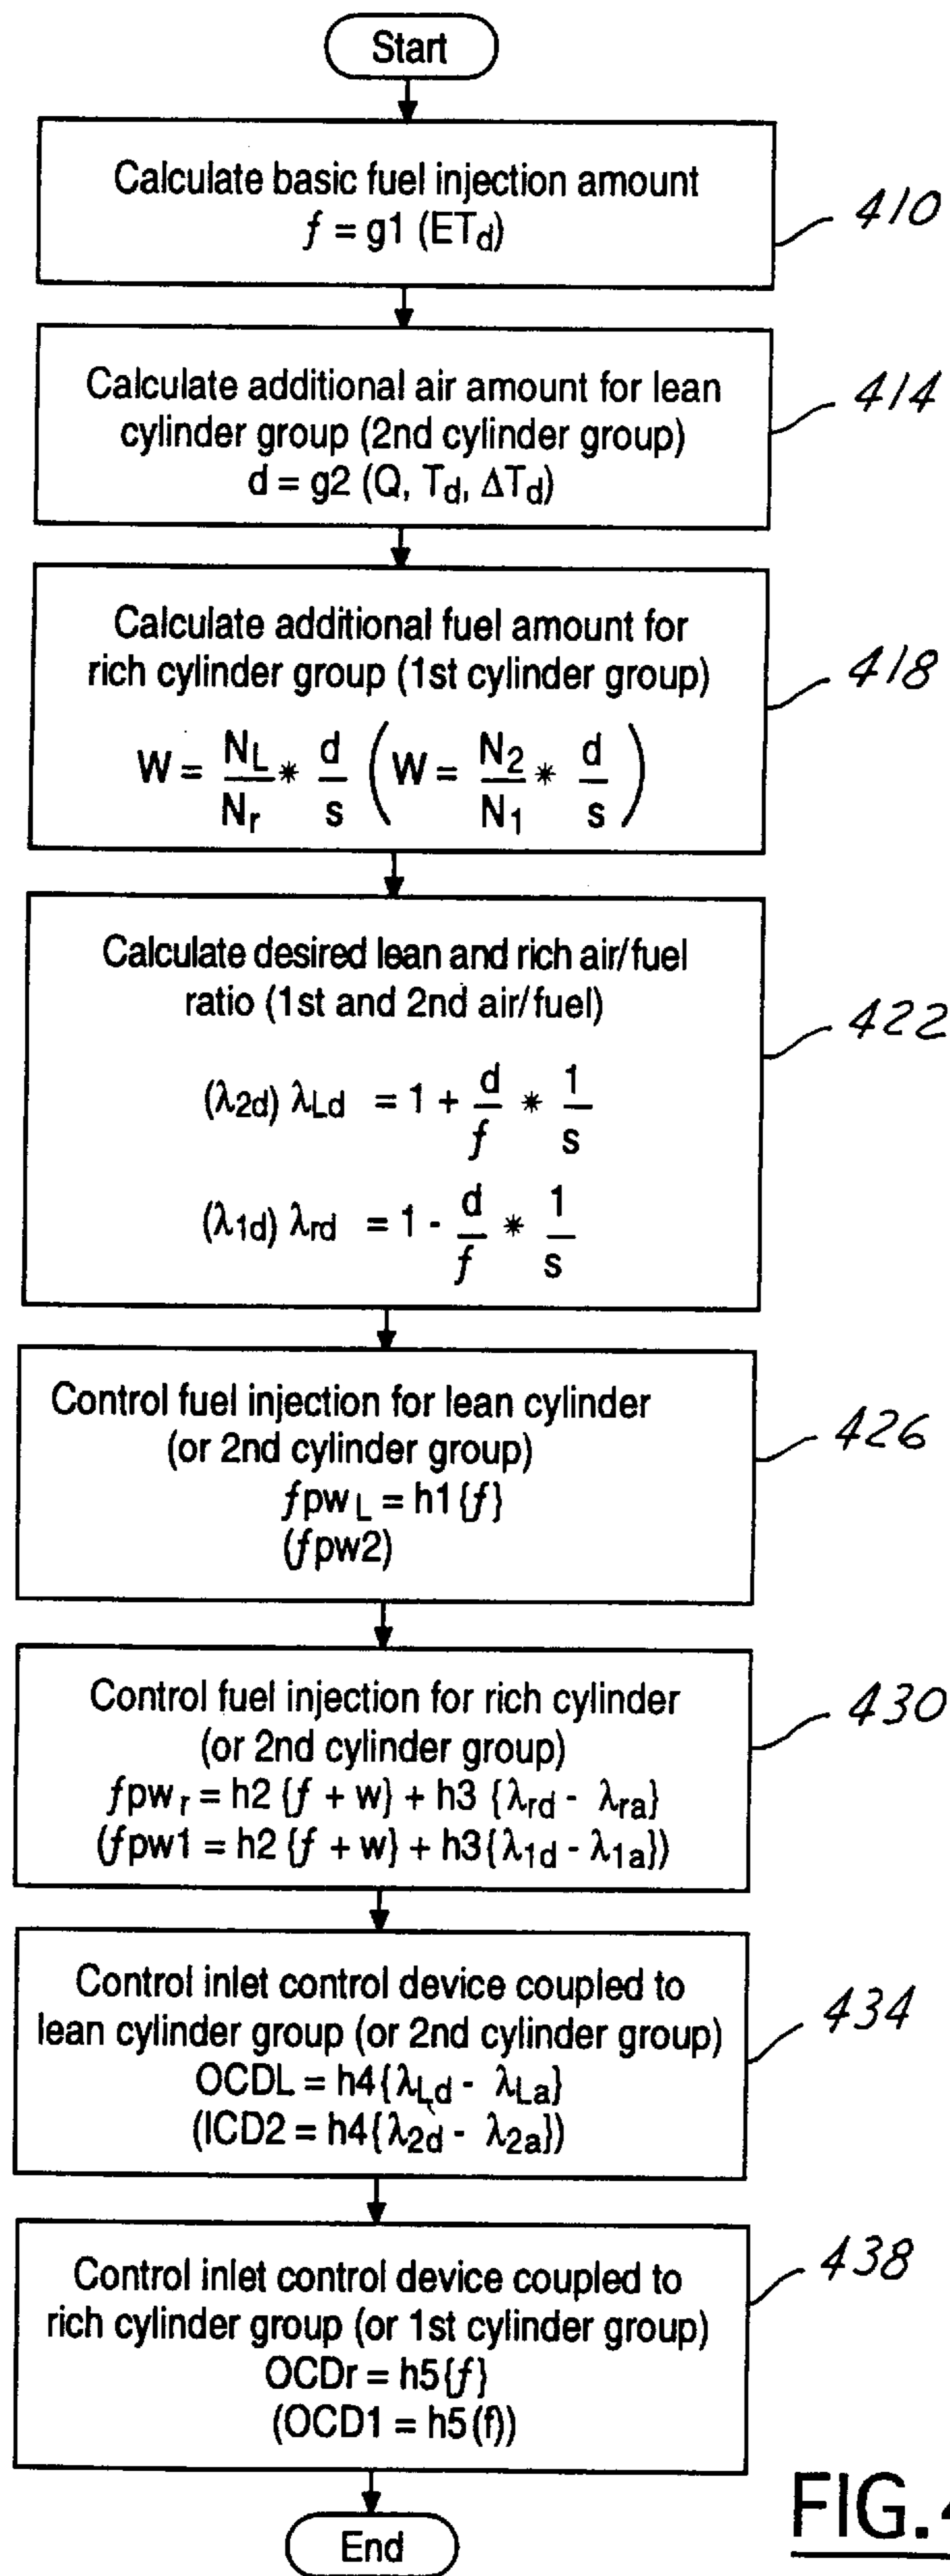 Start
Calculate basic fuel injection amount
f = g1 (ETd)
410
Calculate additional air amount for lean
cylinder group (2nd cylinder group)
d = g2 (Q, Td, ΔTd)
414
Calculate additional fuel amount for
rich cylinder group (1st cylinder group)
W = NL/Nr * d/s (W = N2/N1 * d/s)
418
Calculate desired lean and rich air/fuel
ratio (1st and 2nd air/fuel)
(λ2d) λLd = 1 + d/f * 1/s
(λ1d) λrd = 1 - d/f * 1/s
422
Control fuel injection for lean cylinder
(or 2nd cylinder group)
fpwL = h1{f}
(fpw2)
426
Control fuel injection for rich cylinder
(or 2nd cylinder group)
fpwr = h2 {f + w} + h3 {λrd - λra}
(fpw1 = h2 {f + w} + h3{λ1d - λ1a})
430
Control inlet control device coupled to
lean cylinder group (or 2nd cylinder group)
OCDL = h4{λLd - λLa}
(ICD2 = h4{λ2d - λ2a})
434
Control inlet control device coupled to
rich cylinder group (or 1st cylinder group)
OCDr = h5{f}
(OCD1 = h5(f))
438
End
FIG.4